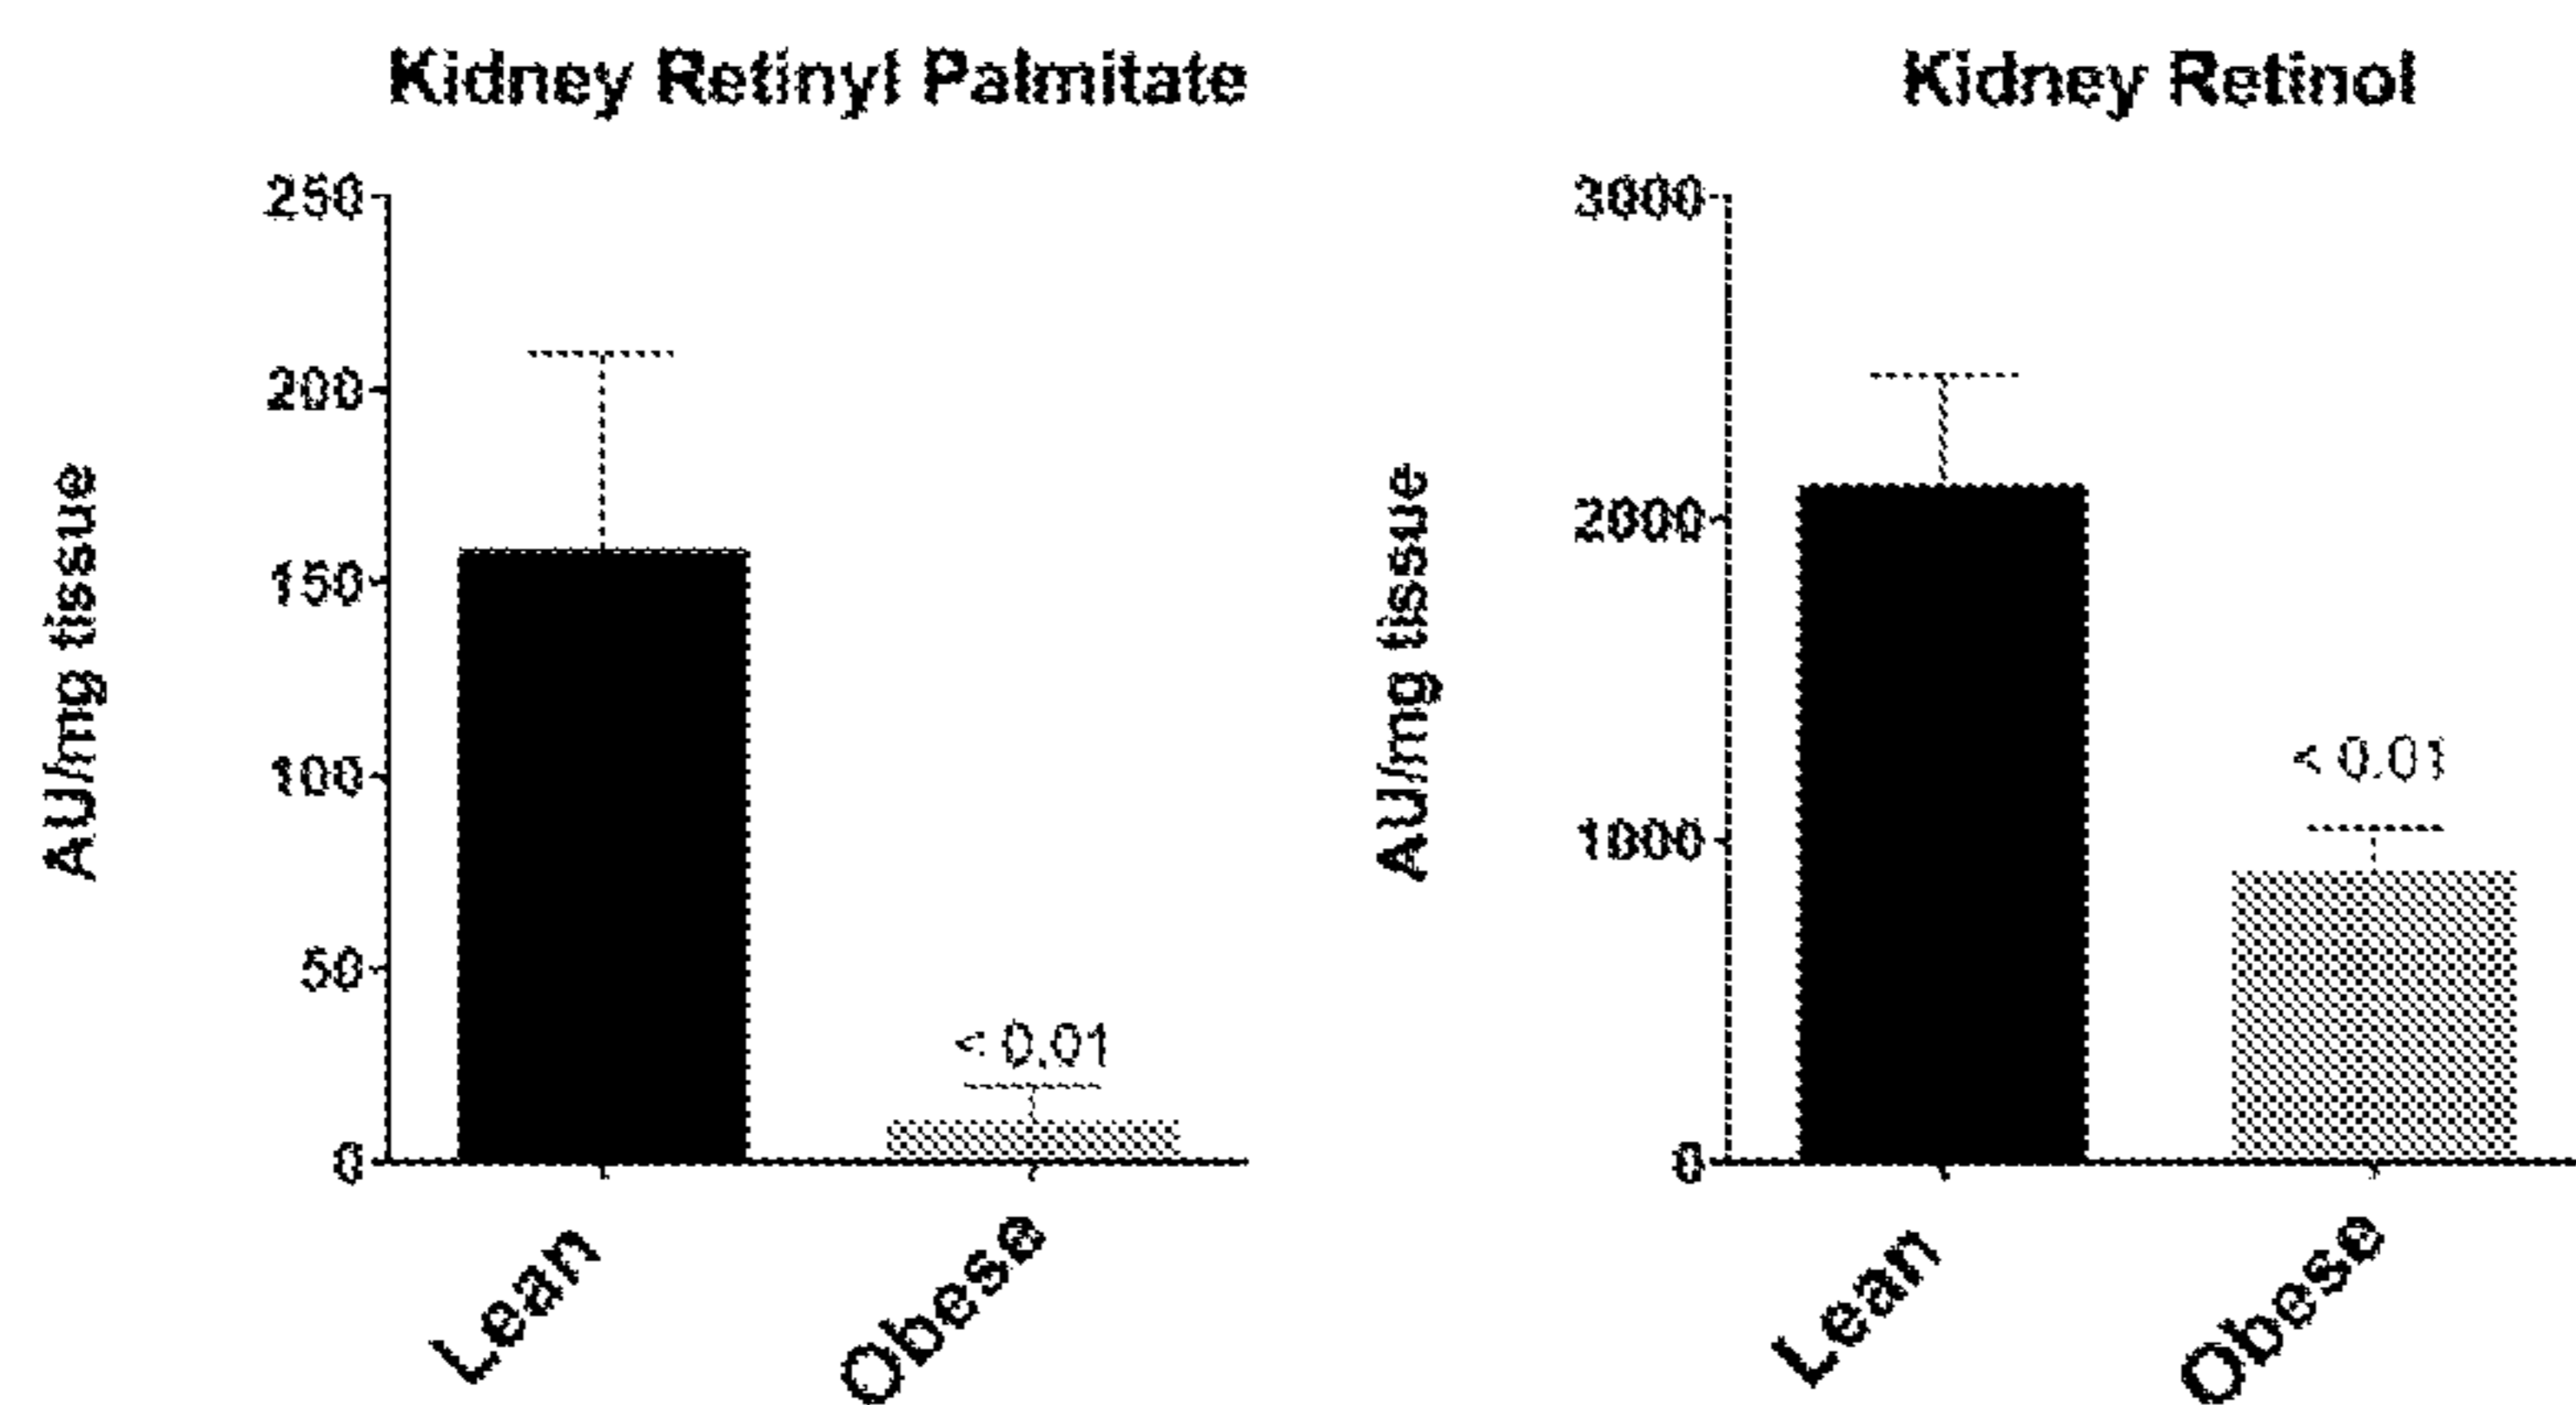 Kidney Retinyl Palmitate
AU/mg tissue
250
200
150
100
50
0
< 0.01
Lean
Obese
Kidney Retinol
AU/mg tissue
3000
2000
1000
0
< 0.01
Lean
Obese